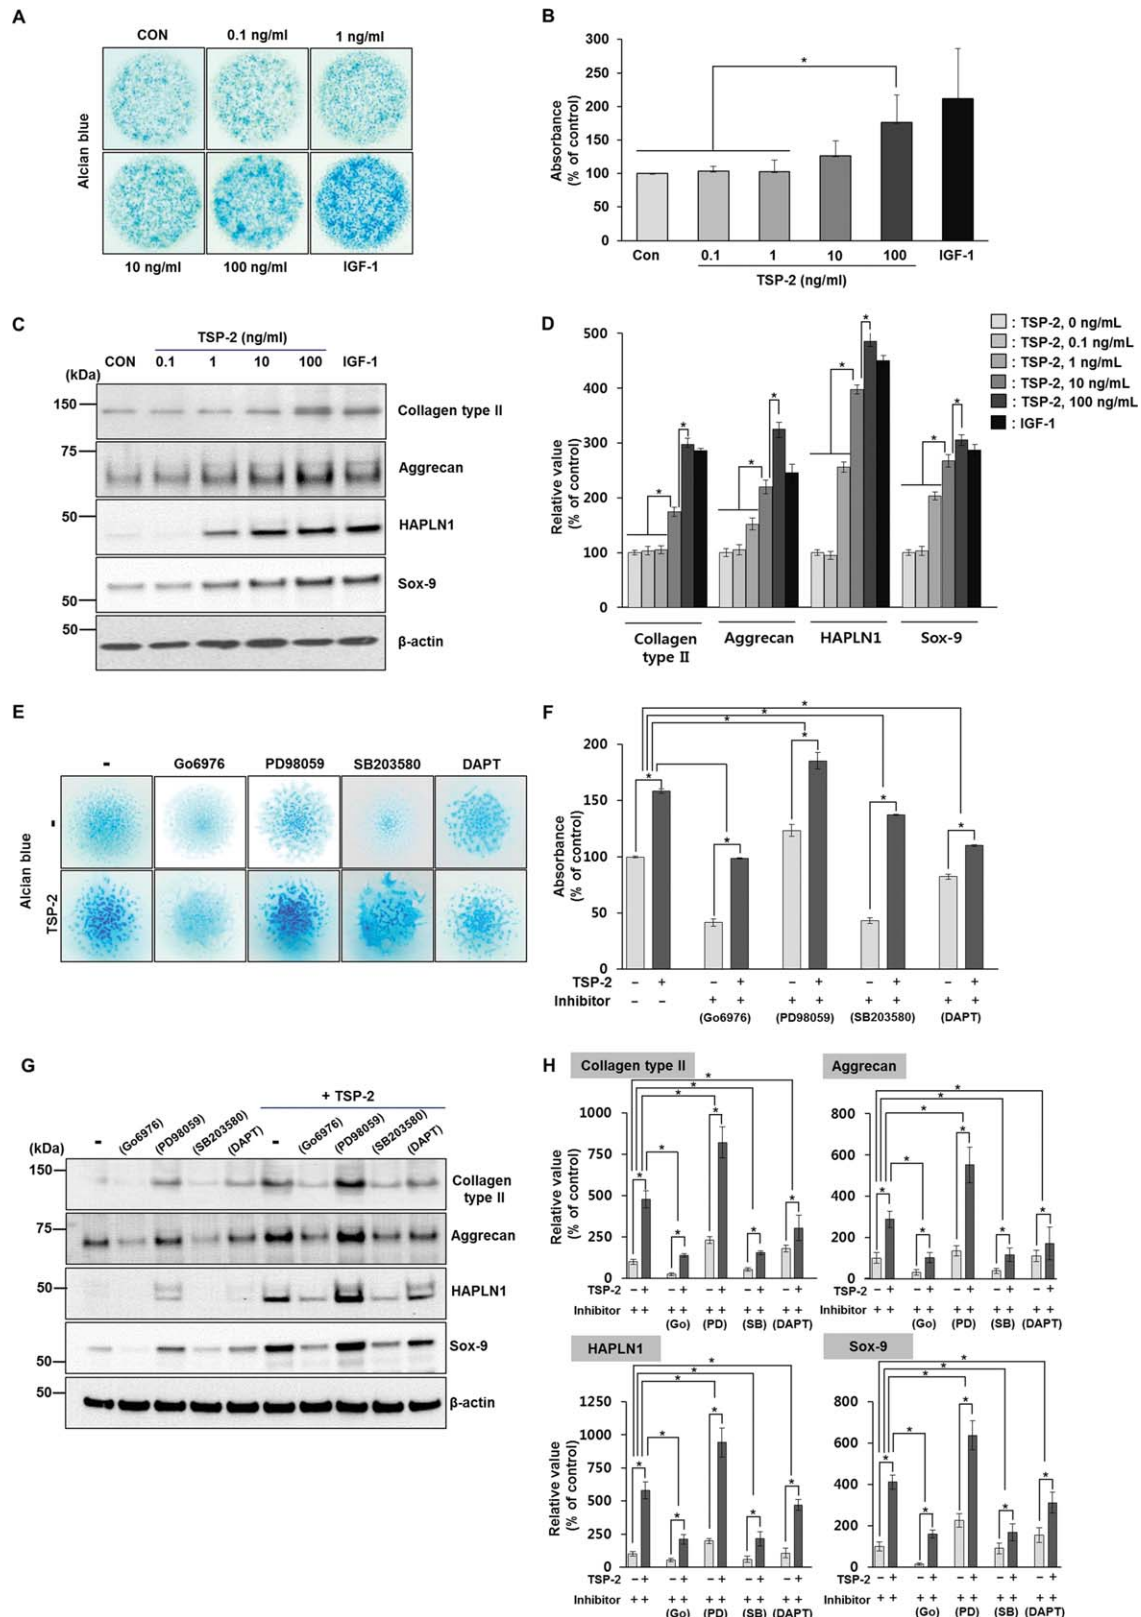 A
CON 0.1 ng/ml 1 ng/ml
Alcian blue
10 ng/ml 100 ng/ml IGF-1
B
Absorbance
(% of control)
300
250
200
150
100
50
0
*
Con 0.1 1 10 100 IGF-1
TSP-2 (ng/ml)
C
TSP-2 (ng/ml)
CON 0.1 1 10 100 IGF-1
(kDa)
150
Collagen type II
75
Aggrecan
50
HAPLN1
Sox-9
50
50
β-actin
D
Relative value
(% of control)
500
400
300
200
100
0
* * * * * * * *
Collagen
type II
Aggrecan HAPLN1 Sox-9
: TSP-2, 0 ng/mL
: TSP-2, 0.1 ng/mL
: TSP-2, 1 ng/mL
: TSP-2, 10 ng/mL
: TSP-2, 100 ng/mL
: IGF-1
E
- Go6976 PD98059 SB203580 DAPT
Alcian blue
-
TSP-2
F
Absorbance
(% of control)
200
150
100
50
0
* * * * * * * *
TSP-2 − + − + − + − + − +
Inhibitor − − + + + + + + + +
(Go6976) (PD98059) (SB203580) (DAPT)
G
+ TSP-2
(kDa) - (Go6976) (PD98059) (SB203580) (DAPT) - (Go6976) (PD98059) (SB203580) (DAPT)
150
Collagen
type II
75
Aggrecan
50
HAPLN1
Sox-9
50
50
β-actin
H
Collagen type II
Relative value
(% of control)
1000
750
500
250
0
* * * * * * * * *
TSP-2 − + − + − + − + − +
Inhibitor + + + + + + + + + +
(Go) (PD) (SB) (DAPT)
Aggrecan
800
600
400
200
0
* * * * * * * * *
TSP-2 − + − + − + − + − +
Inhibitor + + + + + + + + + +
(Go) (PD) (SB) (DAPT)
HAPLN1
Relative value
(% of control)
1250
1000
750
500
250
0
* * * * * * * * *
TSP-2 − + − + − + − + − +
Inhibitor + + + + + + + + + +
(Go) (PD) (SB) (DAPT)
Sox-9
800
600
400
200
0
* * * * * * * * *
TSP-2 − + − + − + − + − +
Inhibitor + + + + + + + + + +
(Go) (PD) (SB) (DAPT)